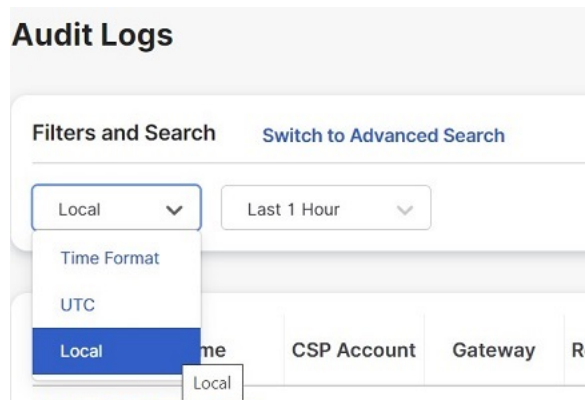 Audit Logs
Filters and Search Switch to Advanced Search
Local Last 1 Hour
Time Format
UTC
Local
CSP Account Gateway
Local